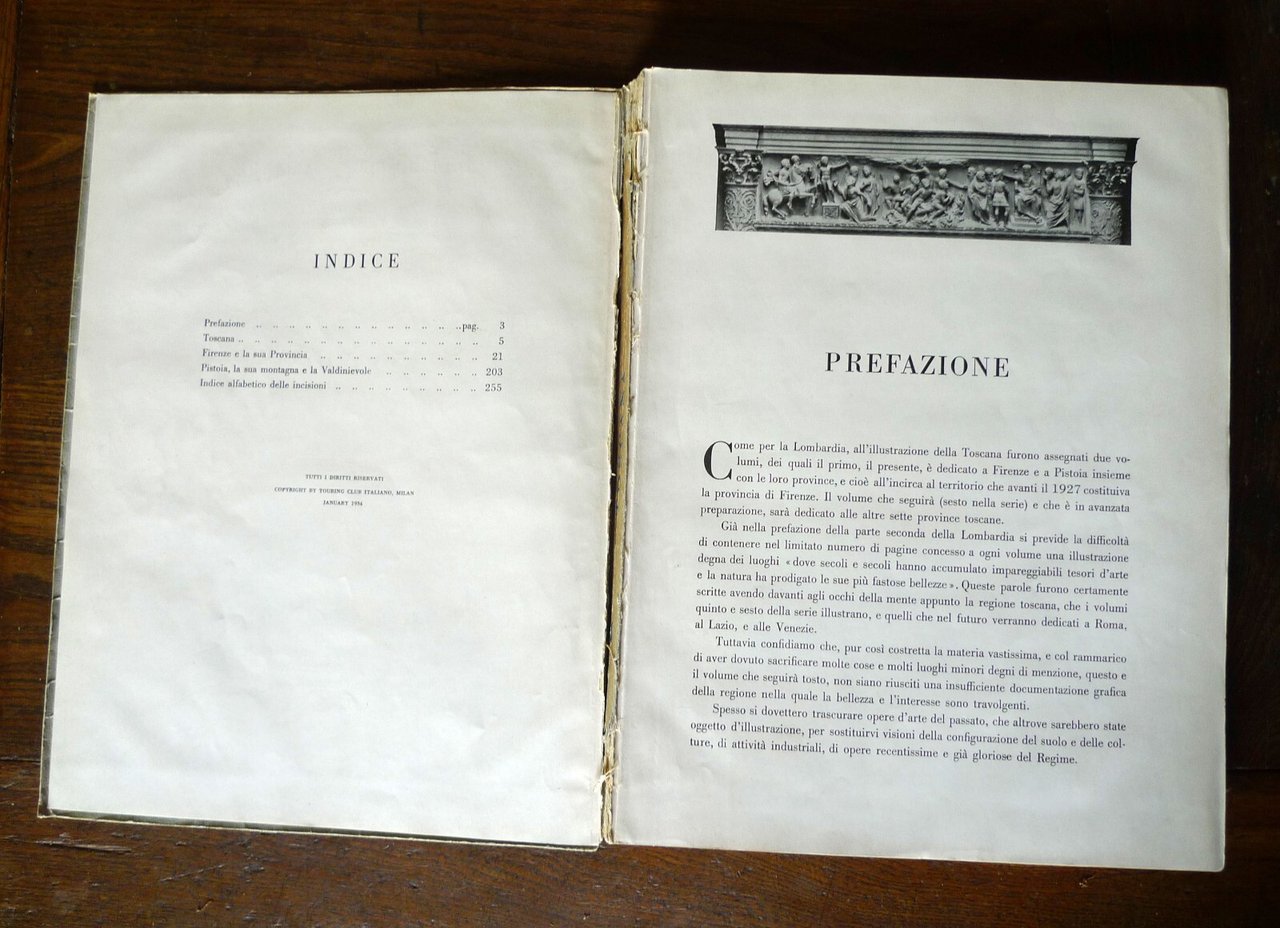 INDICE
Prefazione .. .. .. .. .. .. .. .. .. .. .. .. ..pag. 3
Toscana .. .. .. .. .. .. .. .. .. .. .. .. .. .. .. 5
Firenze e la sua Provincia .. .. .. .. .. .. .. .. .. .. 21
Pistoia, la sua montagna e la Valdinievole .. .. .. .. .. .. 203
Indice alfabetico delle incisioni .. .. .. .. .. .. .. .. .. 255
TUTTI I DIRITTI RISERVATI
COPYRIGHT BY TOURING CLUB ITALIANO, MILAN
JANUARY 1934
PREFAZIONE
Come per la Lombardia, all'illustrazione della Toscana furono assegnati due vo-
lumi, dei quali il primo, il presente, è dedicato a Firenze e a Pistoia insieme
con le loro province, e cioè all'incirca al territorio che avanti il 1927 costituiva
la provincia di Firenze. Il volume che seguirà (sesto nella serie) e che è in avanzata
preparazione, sarà dedicato alle altre sette province toscane.
Già nella prefazione della parte seconda della Lombardia si previde la difficoltà
di contenere nel limitato numero di pagine concesso a ogni volume una illustrazione
degna dei luoghi «dove secoli e secoli hanno accumulato impareggiabili tesori d'arte
e la natura ha prodigato le sue più fastose bellezze». Queste parole furono certamente
scritte avendo davanti agli occhi della mente appunto la regione toscana, che i volumi
quinto e sesto della serie illustrano, e quelli che nel futuro verranno dedicati a Roma,
al Lazio, e alle Venezie.
Tuttavia confidiamo che, pur così costretta la materia vastissima, e col rammarico
di aver dovuto sacrificare molte cose e molti luoghi minori degni di menzione, questo e
il volume che seguirà tosto, non siano riusciti una insufficiente documentazione grafica
della regione nella quale la bellezza e l'interesse sono travolgenti.
Spesso si dovettero trascurare opere d'arte del passato, che altrove sarebbero state
oggetto d'illustrazione, per sostituirvi visioni della configurazione del suolo e delle col-
ture, di attività industriali, di opere recentissime e già gloriose del Regime.